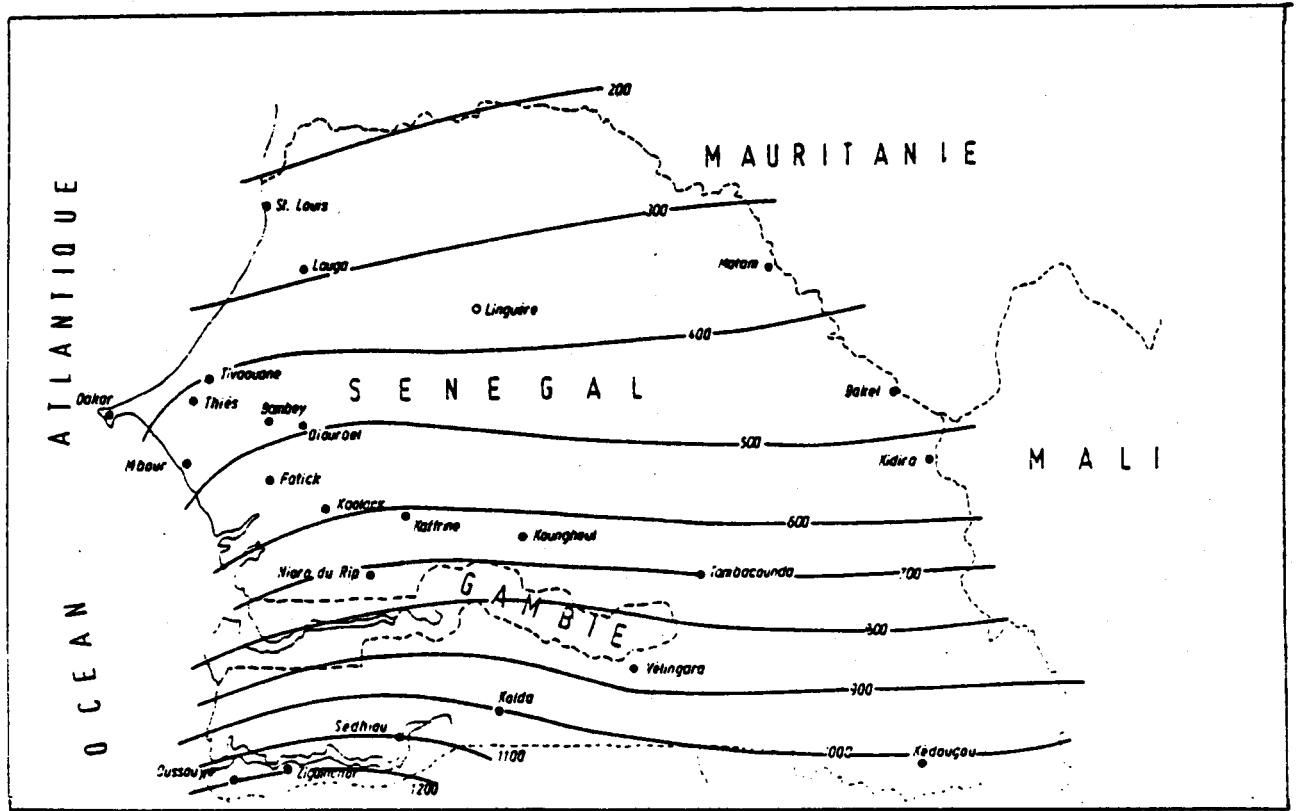 200
MAURITANIE
St. Louis
300
Louga
Matam
Linguère
400
ATLANTIQUE
SENEGAL
Tivaouane
Dakar
Thiès
Bambey
Bakel
Diourbel
500
Mbour
Kidira
MALI
Fatick
Kaolack
Kaffrine
600
Koungheul
Nioro du Rip
Tambacounda
700
GAMBIE
OCEAN
800
Vélingara
900
Kolda
Sedhiou
1100
1000
Kédougou
Oussouye
Ziguinchor
1200